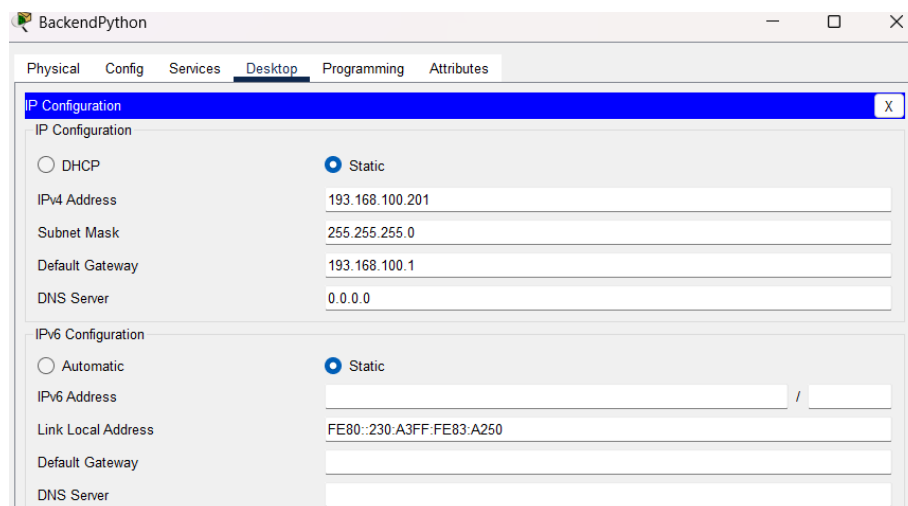 BackendPython
Physical Config Services Desktop Programming Attributes
IP Configuration X
IP Configuration
DHCP Static
IPv4 Address 193.168.100.201
Subnet Mask 255.255.255.0
Default Gateway 193.168.100.1
DNS Server 0.0.0.0
IPv6 Configuration
Automatic Static
IPv6 Address /
Link Local Address FE80::230:A3FF:FE83:A250
Default Gateway
DNS Server